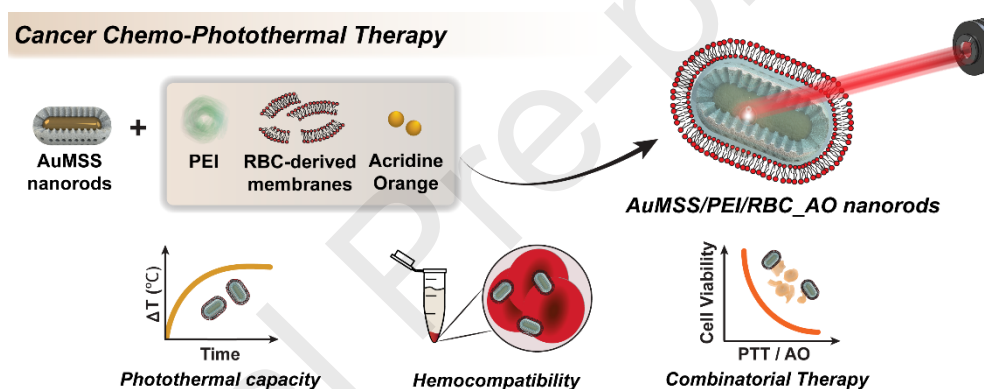 Cancer Chemo-Photothermal Therapy
AuMSS
nanorods
+
PEI
RBC-derived
membranes
Acridine
Orange
AuMSS/PEI/RBC_AO nanorods
ΔT (ºC)
Time
Photothermal capacity
Hemocompatibility
Cell Viability
PTT / AO
Combinatorial Therapy